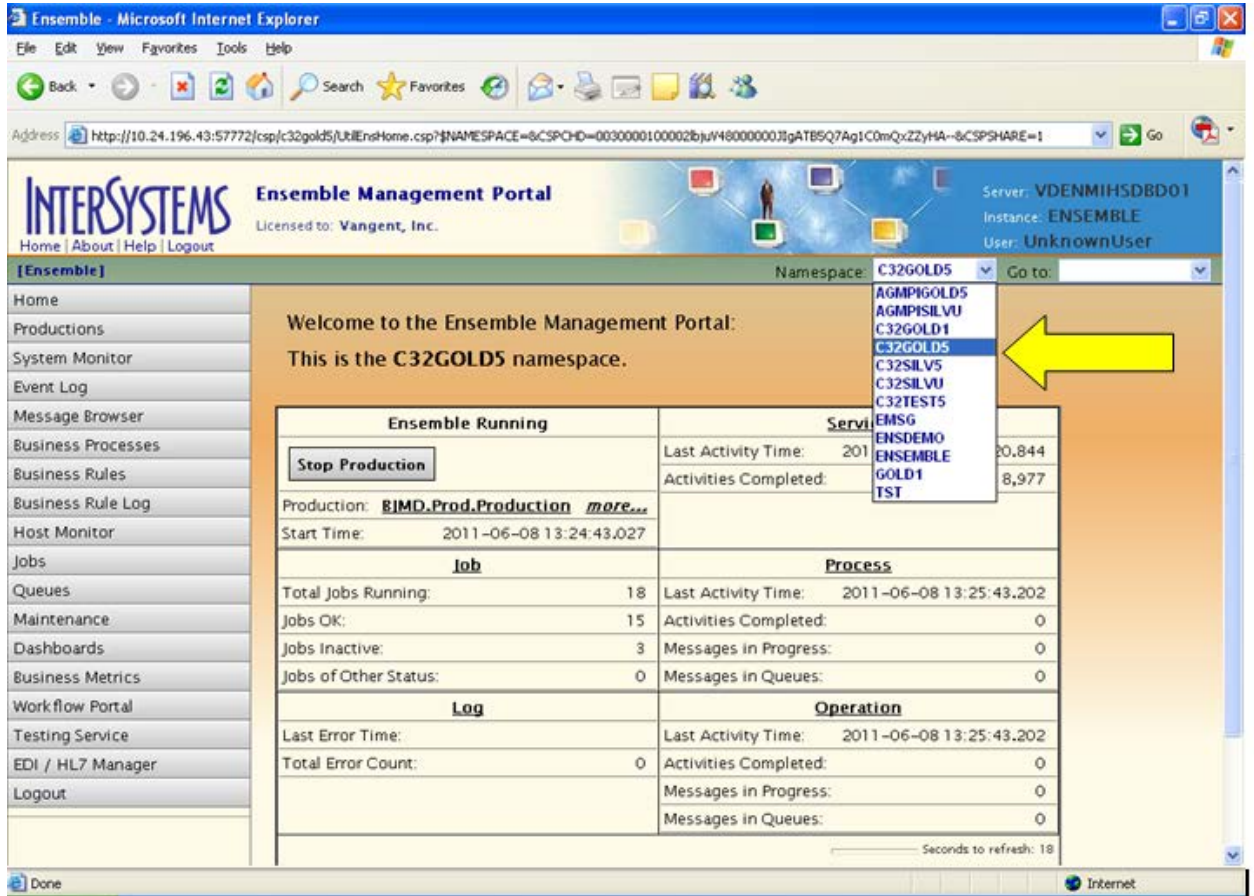 Ensemble - Microsoft Internet Explorer
File Edit View Favorites Tools Help
Back Search Favorites
Address http://10.24.196.43:57772/csp/c32gold5/UtilEnsHome.csp?$NAMESPACE=&CSPCHD= Go
INTERSYSTEMS
Home | About | Help | Logout
Ensemble Management Portal
Licensed to: Vangent, Inc.
Server: VDENMIHSDBD01
Instance: ENSEMBLE
User: UnknownUser
[Ensemble] Namespace: C32GOLD5 Go to:
AGMPIGOLD5
AGMPISILVU
C32GOLD1
C32GOLD5
C32SILV5
C32SILVU
C32TEST5
EMSG
ENSDEMO
ENSEMBLE
GOLD1
TST
Home
Productions
System Monitor
Event Log
Message Browser
Business Processes
Business Rules
Business Rule Log
Host Monitor
Jobs
Queues
Maintenance
Dashboards
Business Metrics
Workflow Portal
Testing Service
EDI / HL7 Manager
Logout
Welcome to the Ensemble Management Portal:
This is the C32GOLD5 namespace.
Ensemble Running
Stop Production
Production: BJMD.Prod.Production more...
Start Time: 2011-06-08 13:24:43.027
Servi
Last Activity Time: 201 20.844
Activities Completed: 8,977
Job
Total Jobs Running: 18
Jobs OK: 15
Jobs Inactive: 3
Jobs of Other Status: 0
Process
Last Activity Time: 2011-06-08 13:25:43.202
Activities Completed: 0
Messages in Progress: 0
Messages in Queues: 0
Log
Last Error Time:
Total Error Count: 0
Operation
Last Activity Time: 2011-06-08 13:25:43.202
Activities Completed: 0
Messages in Progress: 0
Messages in Queues: 0
Seconds to refresh: 18
Done Internet